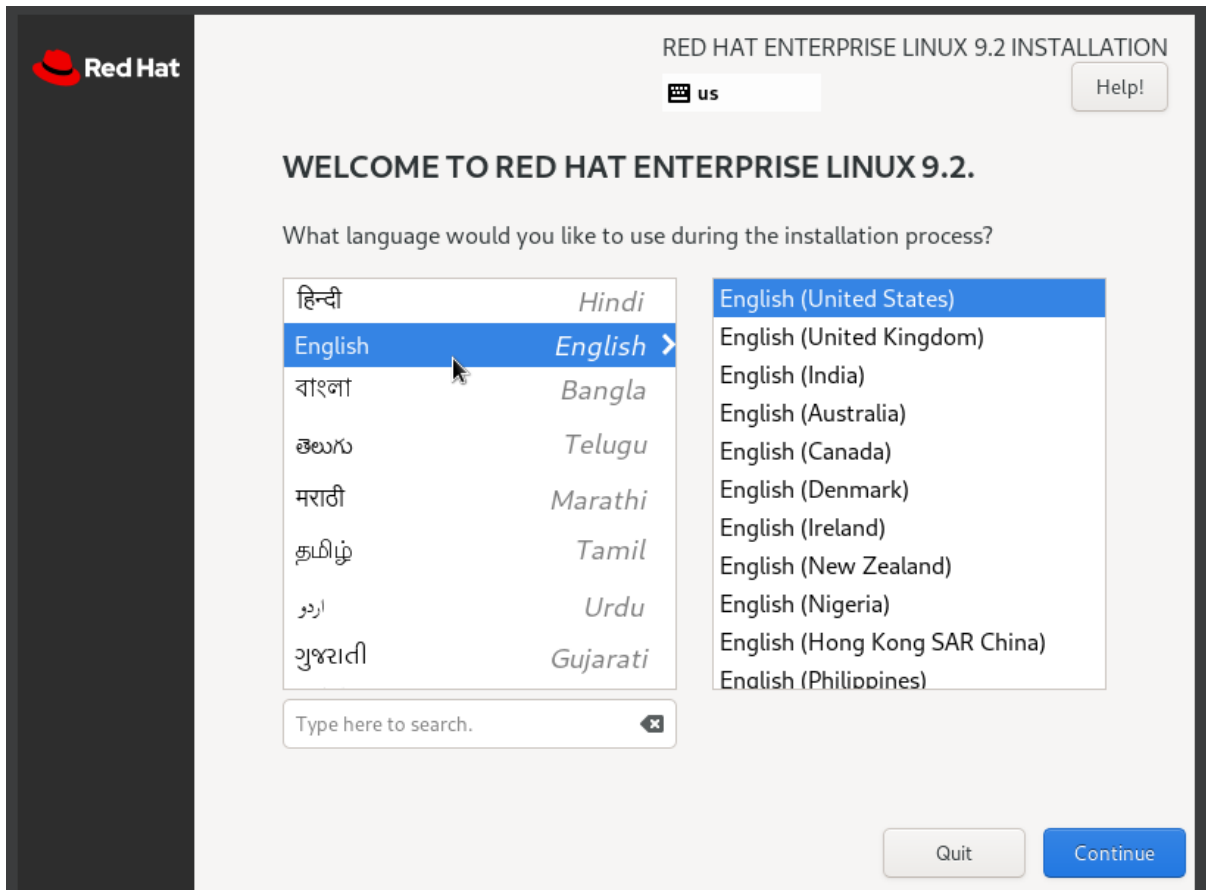 Red Hat
RED HAT ENTERPRISE LINUX 9.2 INSTALLATION
us
Help!
WELCOME TO RED HAT ENTERPRISE LINUX 9.2.
What language would you like to use during the installation process?
हिन्दी Hindi
English English
বাংলা Bangla
తెలుగు Telugu
मराठी Marathi
தமிழ் Tamil
اردو Urdu
ગુજરાતી Gujarati
English (United States)
English (United Kingdom)
English (India)
English (Australia)
English (Canada)
English (Denmark)
English (Ireland)
English (New Zealand)
English (Nigeria)
English (Hong Kong SAR China)
English (Philippines)
Type here to search.
Quit
Continue